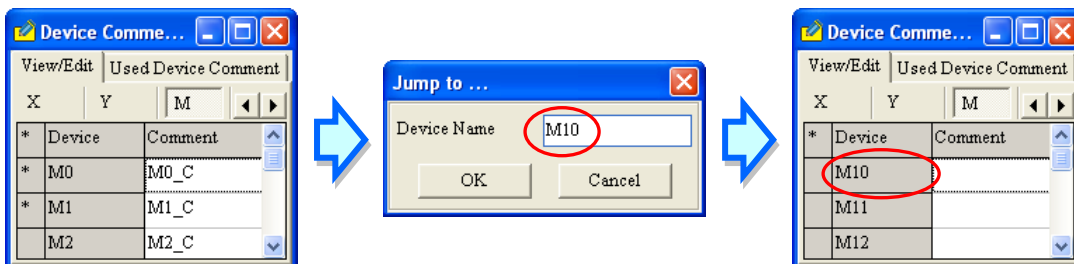 Device Comme...
View/Edit Used Device Comment
X Y M
* Device Comment
* M0 M0_C
* M1 M1_C
M2 M2_C
Jump to ...
Device Name M10
OK Cancel
Device Comme...
View/Edit Used Device Comment
X Y M
* Device Comment
M10
M11
M12